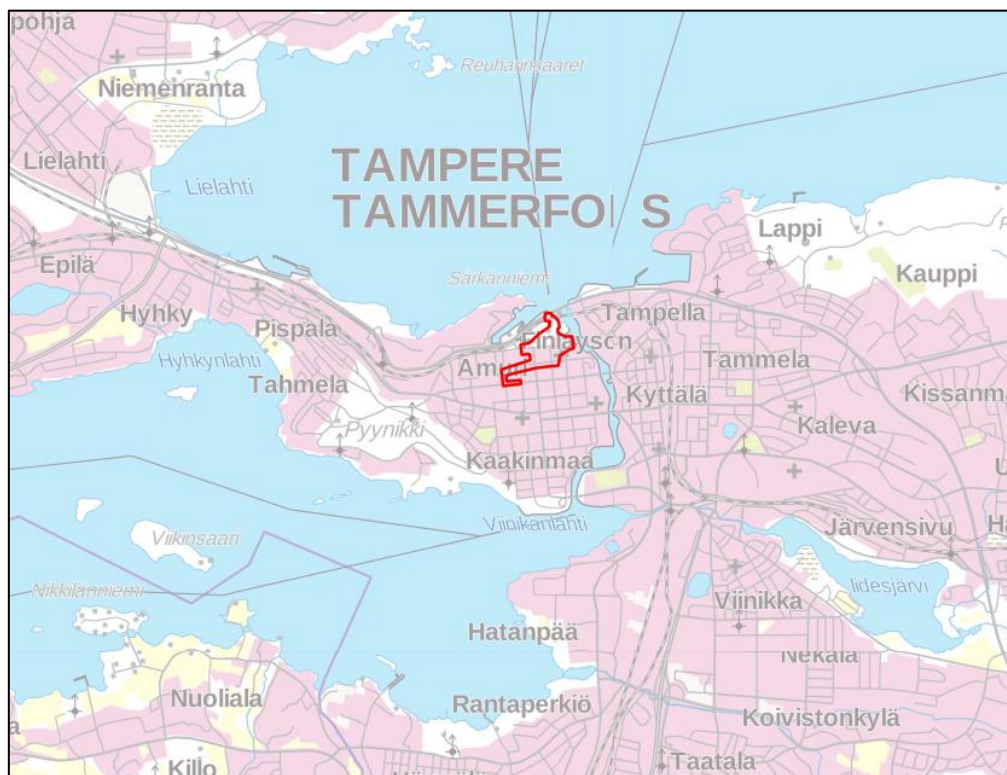 pohja
Reuharinsaaret
Niemenranta
Lielahti
Lielahti
TAMPERE
TAMMERFO S
Lappi
Epilä
Särkänniemi
Kauppi
Hyhky
Pispala
Tampella
Finlayson
Hyhkynlahti
Tammela
Tahmela
Kyttälä
Kissanm
Pyynikki
Kaleva
Kaakinmaa
Viinikanlahti
Järvensivu
Viikinsaari
Iidesjärvi
Nikkilänniemi
Viinikka
Hatanpää
Nekala
Nuoliala
Rantaperkiö
Koivistonkylä
Taatala
Killo